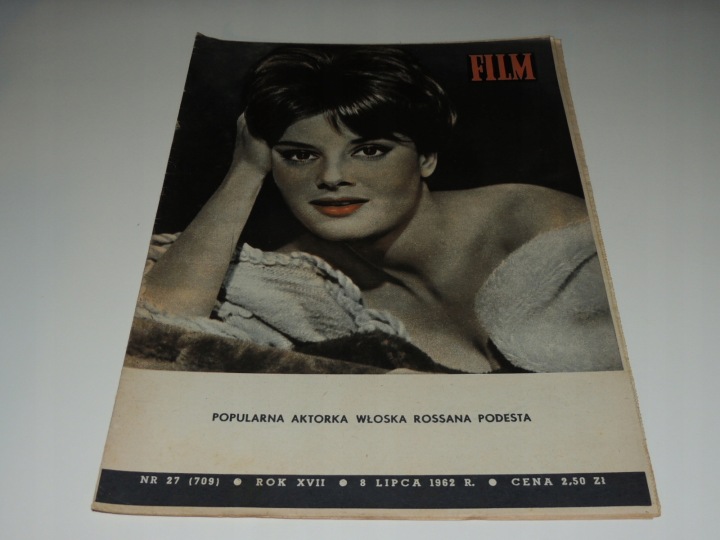 FILM
POPULARNA AKTORKA WŁOSKA ROSSANA PODESTA
NR 27 (709) ● ROK XVII ● 8 LIPCA 1962 R. ● CENA 2,50 Zł